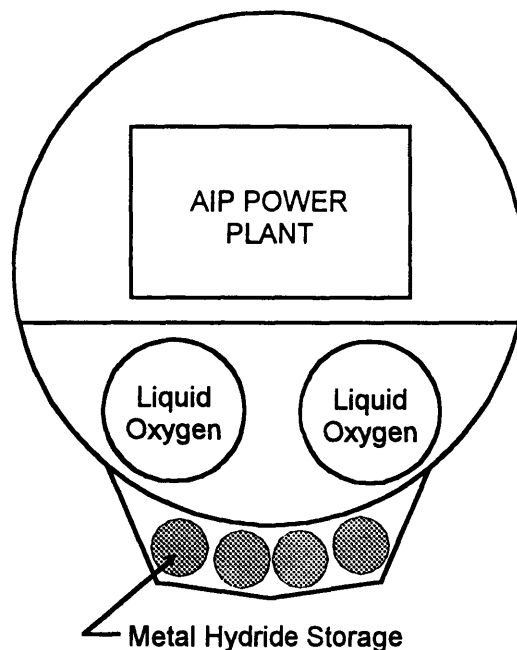 AIP POWER
PLANT
Liquid
Oxygen
Liquid
Oxygen
Metal Hydride Storage